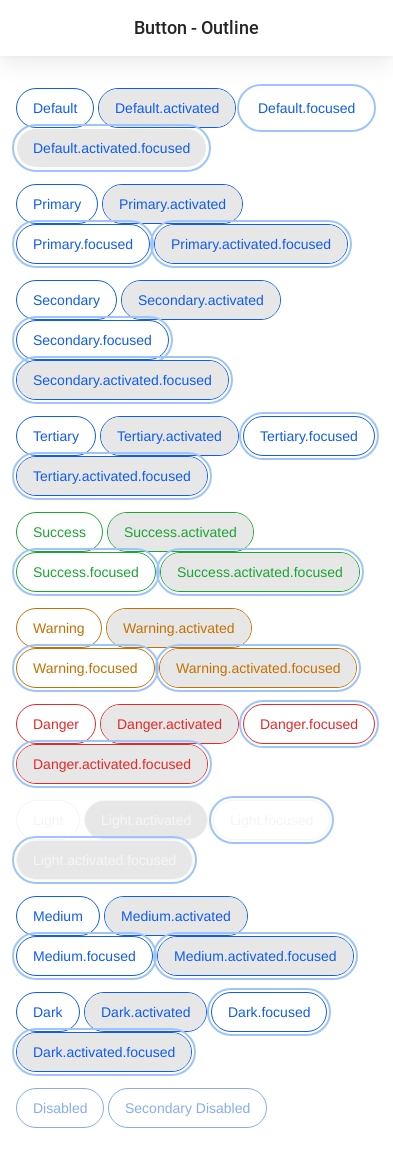 Button - Outline
Default Default.activated Default.focused
Default.activated.focused
Primary Primary.activated
Primary.focused Primary.activated.focused
Secondary Secondary.activated
Secondary.focused
Secondary.activated.focused
Tertiary Tertiary.activated Tertiary.focused
Tertiary.activated.focused
Success Success.activated
Success.focused Success.activated.focused
Warning Warning.activated
Warning.focused Warning.activated.focused
Danger Danger.activated Danger.focused
Danger.activated.focused
Light Light.activated Light.focused
Light.activated.focused
Medium Medium.activated
Medium.focused Medium.activated.focused
Dark Dark.activated Dark.focused
Dark.activated.focused
Disabled Secondary Disabled